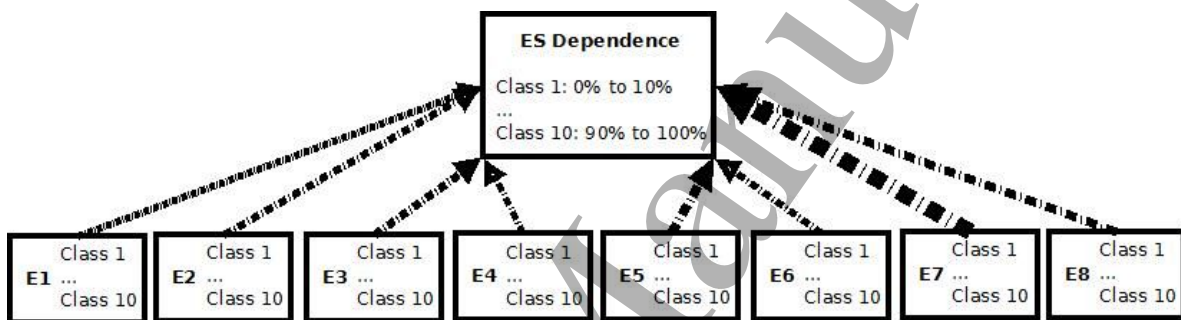 ES Dependence
Class 1: 0% to 10%
...
Class 10: 90% to 100%
Class 1
E1 ...
Class 10
Class 1
E2 ...
Class 10
Class 1
E3 ...
Class 10
Class 1
E4 ...
Class 10
Class 1
E5 ...
Class 10
Class 1
E6 ...
Class 10
Class 1
E7 ...
Class 10
Class 1
E8 ...
Class 10
Manu